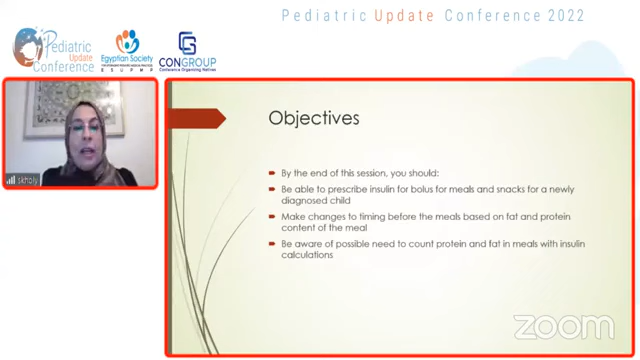 Pediatric Update Conference 2022
Pediatric
Update
Conference
Egyptian Society
ESUPMP
CONGROUP
Conference Organizing Natives
skholy
Objectives
By the end of this session, you should:
Be able to prescribe insulin for bolus for meals and snacks for a newly
diagnosed child
Make changes to timing before the meals based on fat and protein
content of the meal
Be aware of possible need to count protein and fat in meals with insulin
calculations
zoom